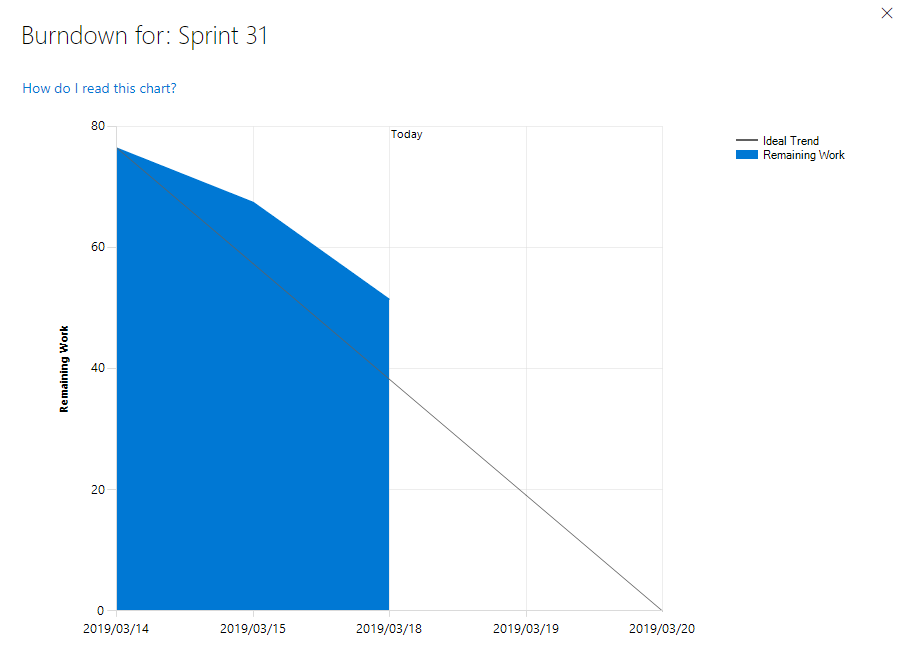 Burndown for: Sprint 31
How do I read this chart?
80
60
40
20
0
Remaining Work
Today
Ideal Trend
Remaining Work
2019/03/14
2019/03/15
2019/03/18
2019/03/19
2019/03/20